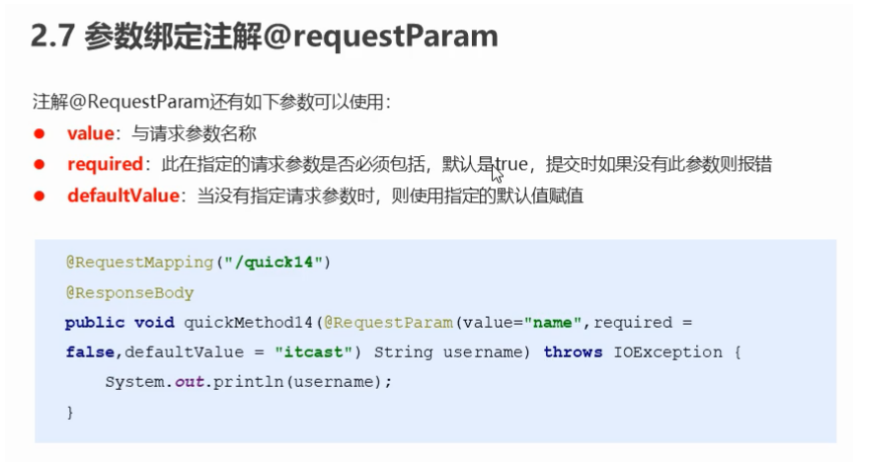 2.7 参数绑定注解@requestParam
注解@RequestParam还有如下参数可以使用：
● value：与请求参数名称
● required：此在指定的请求参数是否必须包括，默认是true，提交时如果没有此参数则报错
● defaultValue：当没有指定请求参数时，则使用指定的默认值赋值
@RequestMapping("/quick14")
@ResponseBody
public void quickMethod14(@RequestParam(value="name",required =
false,defaultValue = "itcast") String username) throws IOException {
    System.out.println(username);
}